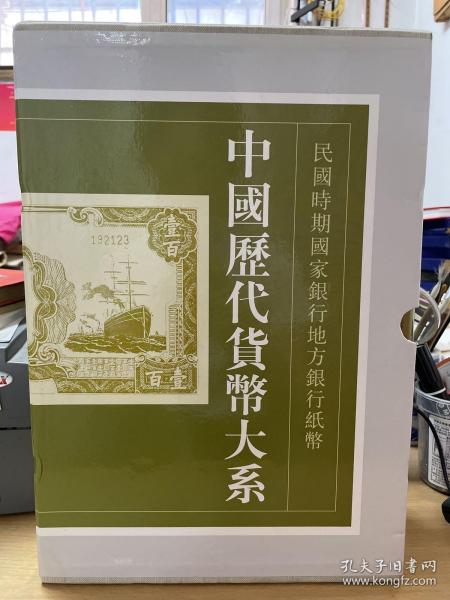 中國歷代貨幣大系
民國時期國家銀行地方銀行紙幣
壹百
192123
百
壹
孔夫子旧书网
www.kongfz.com